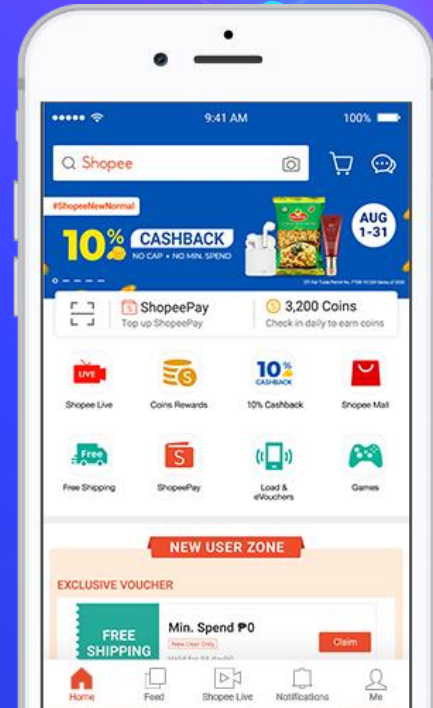 9:41 AM
100%
Shopee
#ShopeeNewNormal
10% CASHBACK
NO CAP • NO MIN. SPEND
AUG
1-31
ShopeePay
Top up ShopeePay
3,200 Coins
Check in daily to earn coins
LIVE
10%
CASHBACK
Shopee Live
Coins Rewards
10% Cashback
Shopee Mall
Free
S
Free Shipping
ShopeePay
Load &
eVouchers
Games
NEW USER ZONE
EXCLUSIVE VOUCHER
FREE
SHIPPING
Min. Spend ₱0
New User Only
Claim
Home
Feed
Shopee Live
Notifications
Me